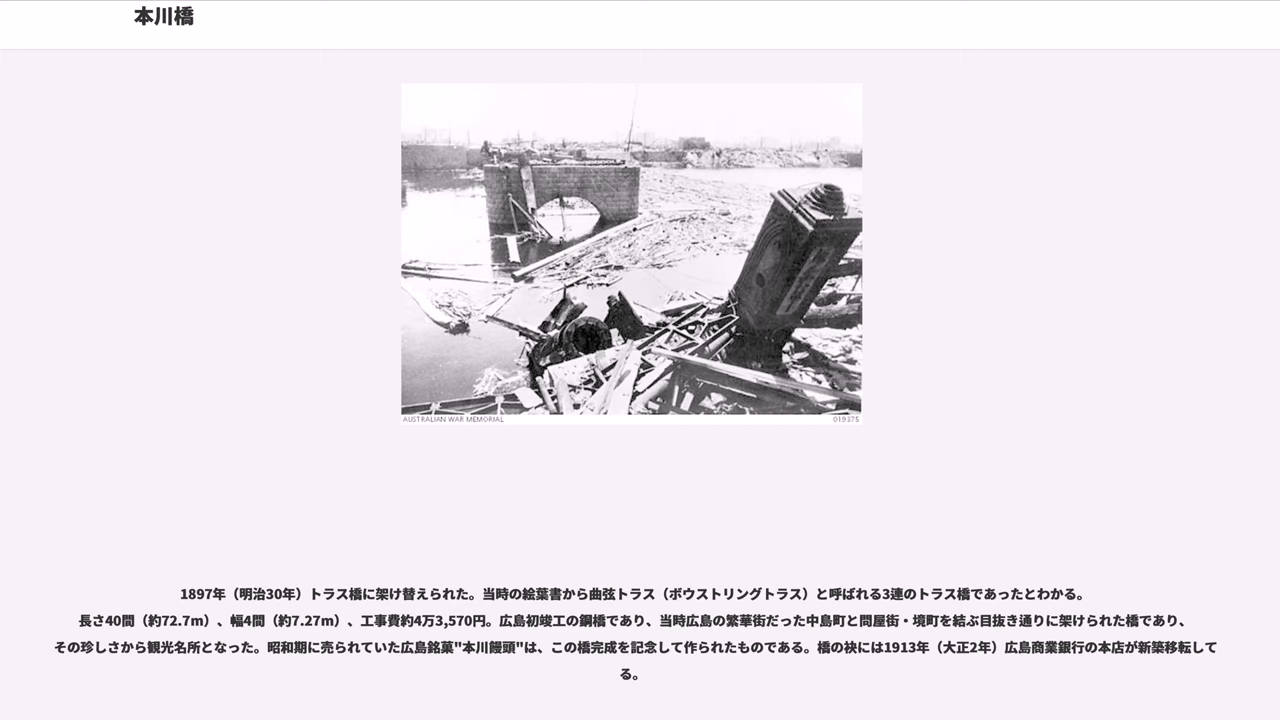 本川橋
AUSTRALIAN WAR MEMORIAL
019375
1897年（明治30年）トラス橋に架け替えられた。当時の絵葉書から曲弦トラス（ボウストリングトラス）と呼ばれる3連のトラス橋であったとわかる。
長さ40間（約72.7m）、幅4間（約7.27m）、工事費約4万3,570円。広島初竣工の鋼橋であり、当時広島の繁華街だった中島町と問屋街・境町を結ぶ目抜き通りに架けられた橋であり、
その珍しさから観光名所となった。昭和期に売られていた広島銘菓"本川饅頭"は、この橋完成を記念して作られたものである。橋の袂には1913年（大正2年）広島商業銀行の本店が新築移転して
る。